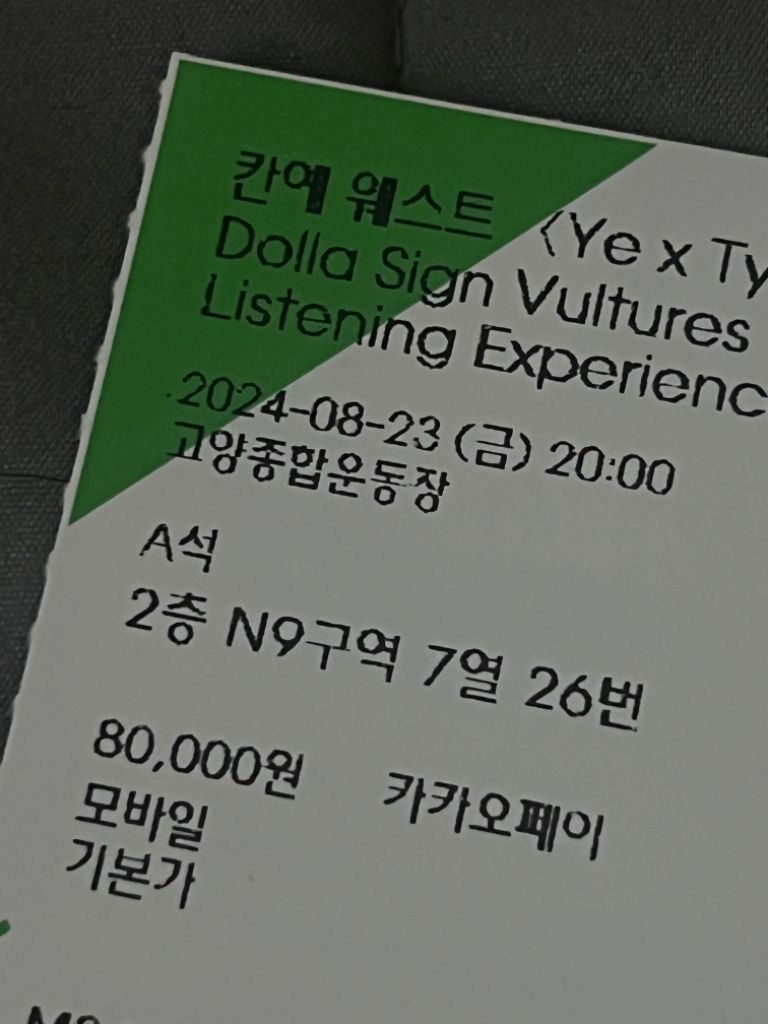 칸예 웨스트 〈Ye x Ty
Dolla Sign Vultures
Listening Experienc
2024-08-23 (금) 20:00
고양종합운동장
A석
2층 N9구역 7열 26번
80,000원 카카오페이
모바일
기본가